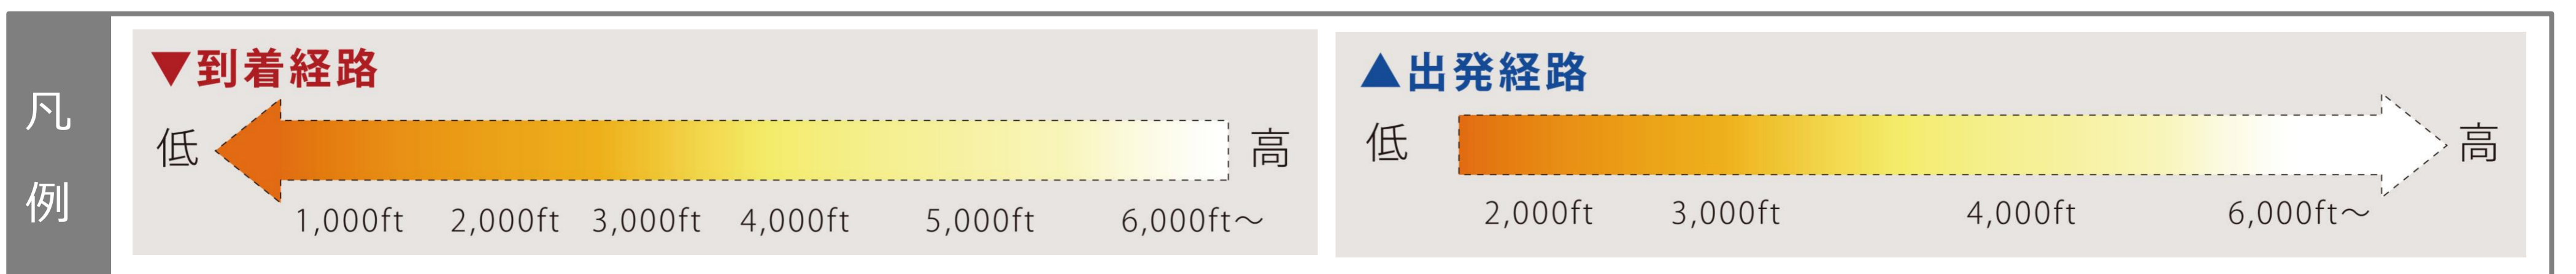 凡例
▼到着経路
低 高
1,000ft 2,000ft 3,000ft 4,000ft 5,000ft 6,000ft～
▲出発経路
低 高
2,000ft 3,000ft 4,000ft 6,000ft～